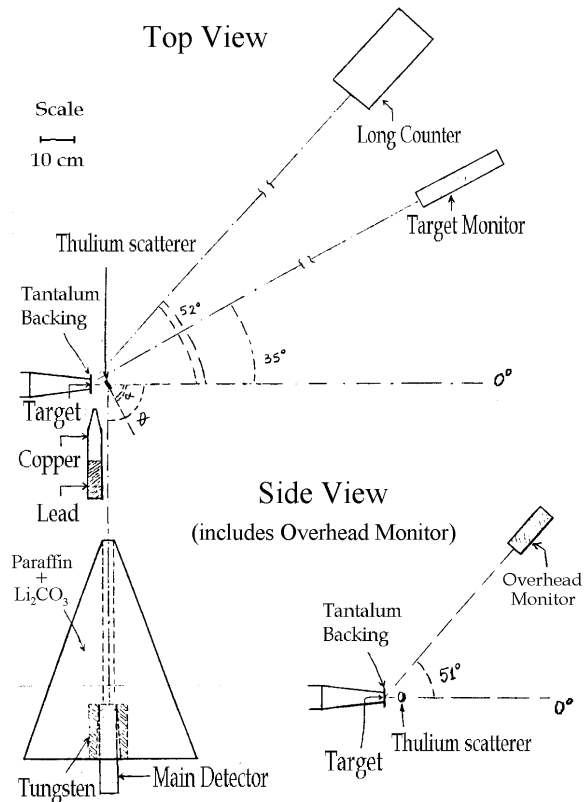 Top View
Scale
10 cm
Long Counter
Target Monitor
Thulium scatterer
Tantalum
Backing
52°
35°
0°
Target
α
θ
Copper
Lead
Side View
(includes Overhead Monitor)
Paraffin
+
Li₂CO₃
Overhead
Monitor
Tantalum
Backing
51°
0°
Thulium scatterer
Target
Main Detector
Tungsten